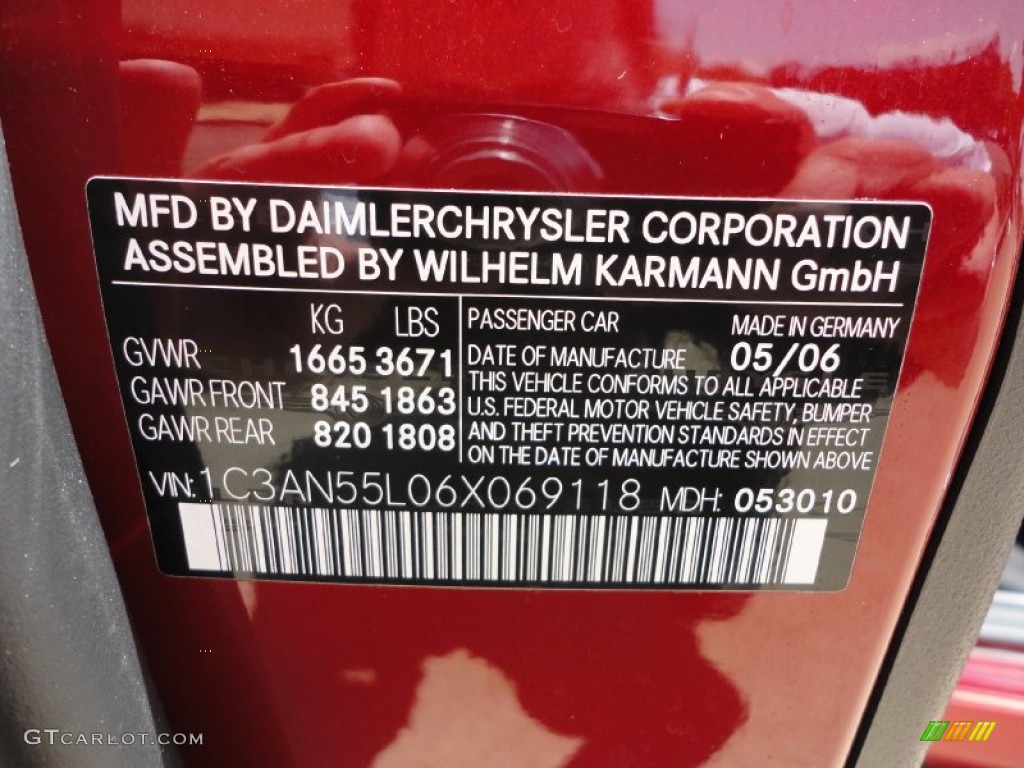 MFD BY DAIMLERCHRYSLER CORPORATION
ASSEMBLED BY WILHELM KARMANN GmbH
KG LBS
GVWR 1665 3671
GAWR FRONT 845 1863
GAWR REAR 820 1808
PASSENGER CAR MADE IN GERMANY
DATE OF MANUFACTURE 05/06
THIS VEHICLE CONFORMS TO ALL APPLICABLE
U.S. FEDERAL MOTOR VEHICLE SAFETY, BUMPER
AND THEFT PREVENTION STANDARDS IN EFFECT
ON THE DATE OF MANUFACTURE SHOWN ABOVE
VIN: 1C3AN55L06X069118 MDH: 053010
GTCARLOT.COM